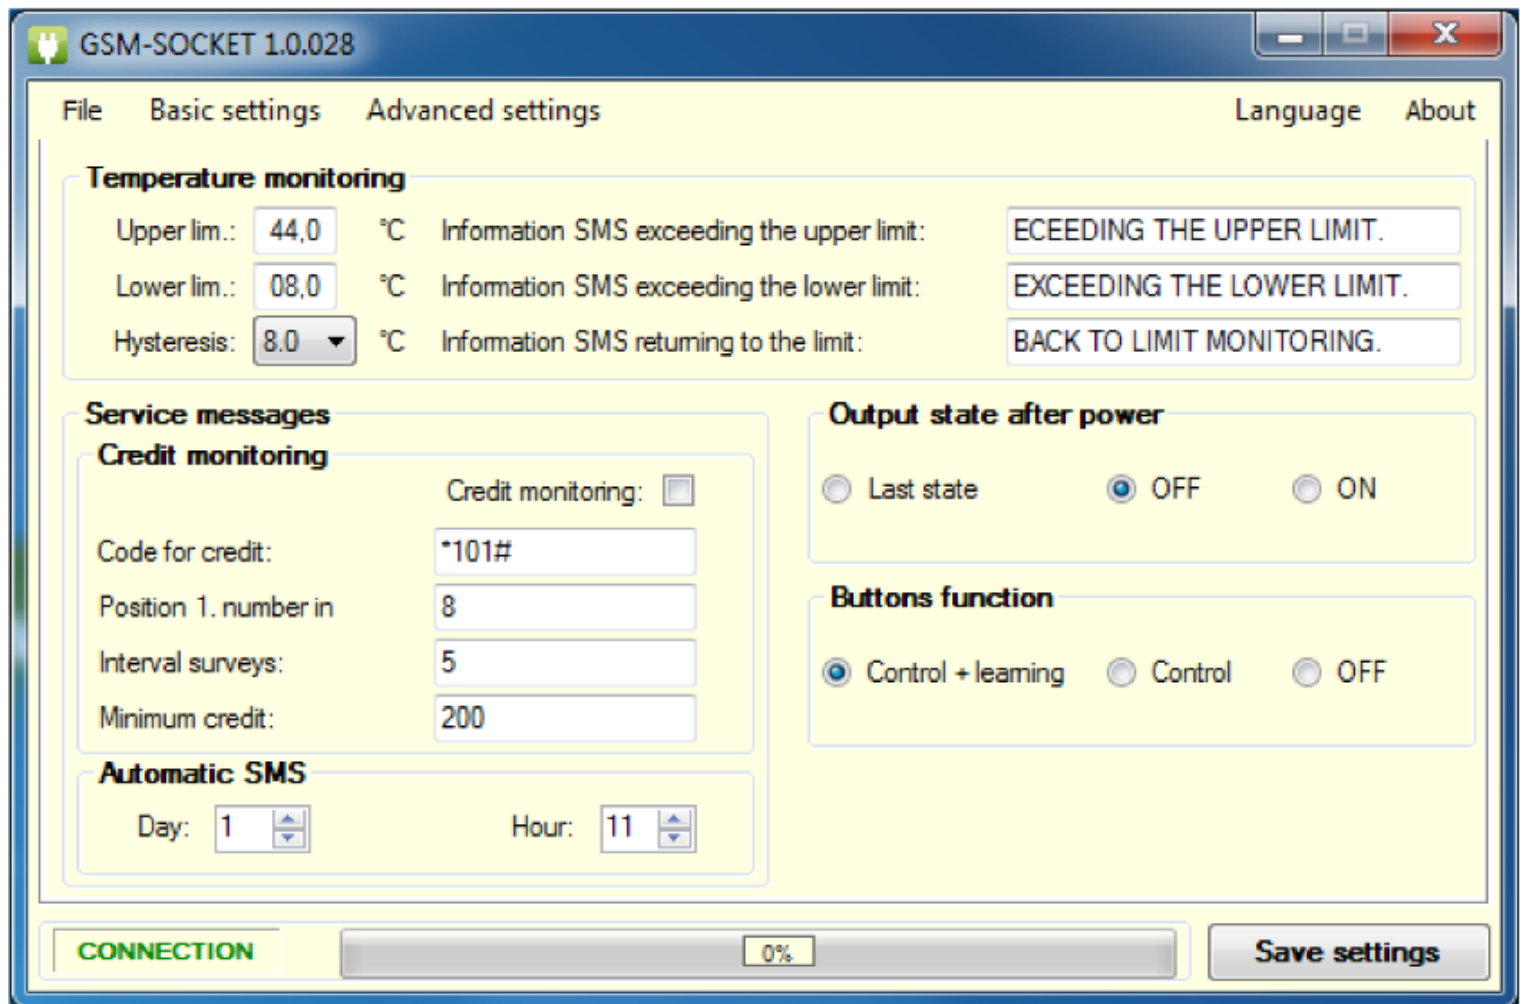 GSM-SOCKET 1.0.028
File Basic settings Advanced settings Language About
Temperature monitoring
Upper lim.: 44,0 °C Information SMS exceeding the upper limit: ECEEDING THE UPPER LIMIT.
Lower lim.: 08,0 °C Information SMS exceeding the lower limit: EXCEEDING THE LOWER LIMIT.
Hysteresis: 8.0 °C Information SMS returning to the limit: BACK TO LIMIT MONITORING.
Service messages
Credit monitoring
Credit monitoring:
Code for credit: *101#
Position 1. number in 8
Interval surveys: 5
Minimum credit: 200
Automatic SMS
Day: 1 Hour: 11
Output state after power
Last state OFF ON
Buttons function
Control + learning Control OFF
CONNECTION 0% Save settings